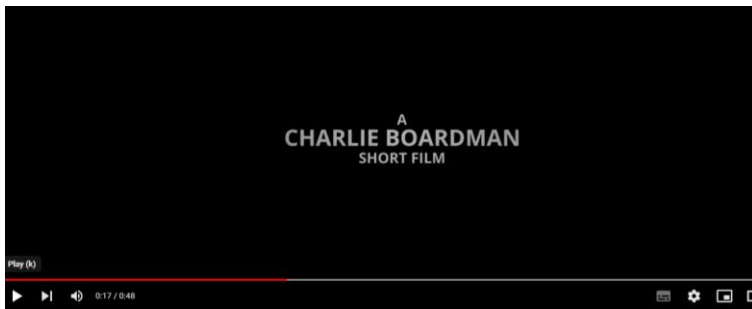 A
CHARLIE BOARDMAN
SHORT FILM
Play (k)
0:17 / 0:48